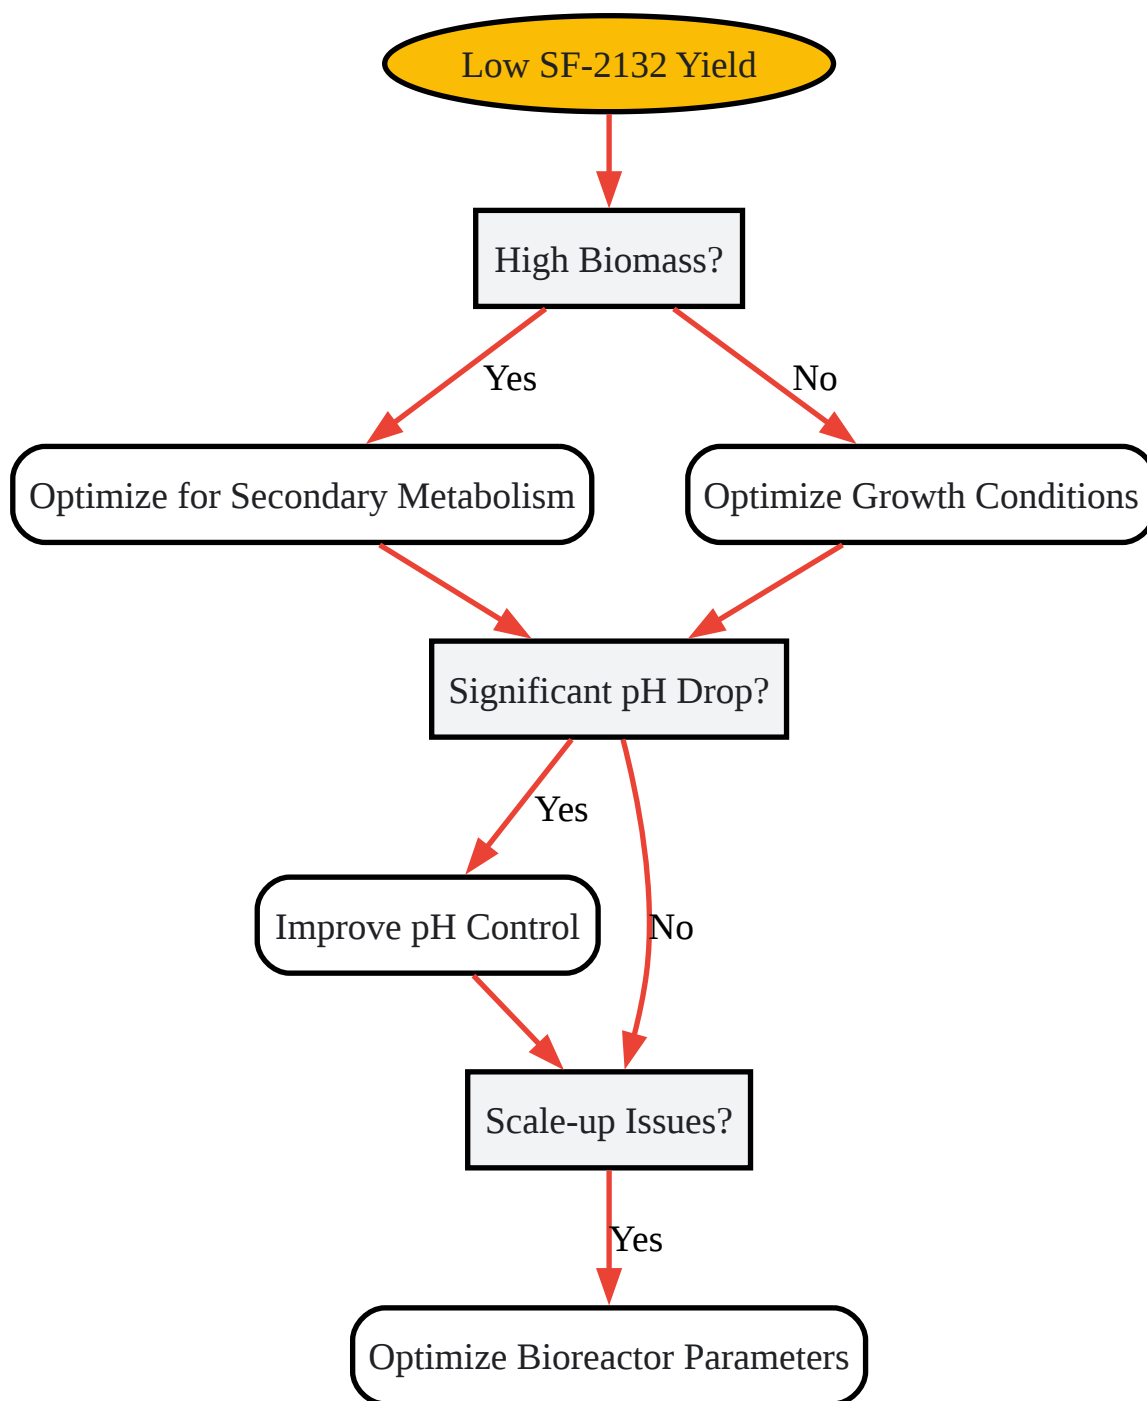 Low SF-2132 Yield
High Biomass?
Yes
No
Optimize for Secondary Metabolism
Optimize Growth Conditions
Significant pH Drop?
Yes
Improve pH Control
No
Scale-up Issues?
Yes
Optimize Bioreactor Parameters